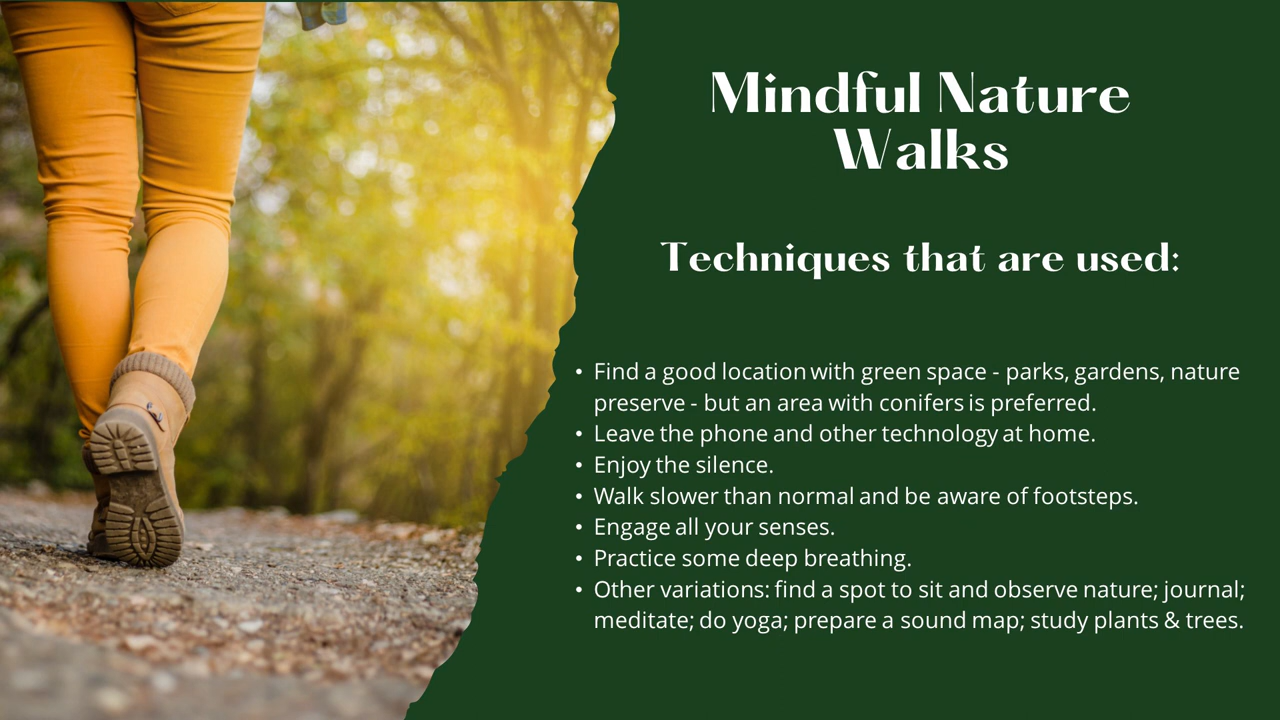 Mindful Nature
Walks
Techniques that are used:
• Find a good location with green space - parks, gardens, nature
preserve - but an area with conifers is preferred.
• Leave the phone and other technology at home.
• Enjoy the silence.
• Walk slower than normal and be aware of footsteps.
• Engage all your senses.
• Practice some deep breathing.
• Other variations: find a spot to sit and observe nature; journal;
meditate; do yoga; prepare a sound map; study plants & trees.